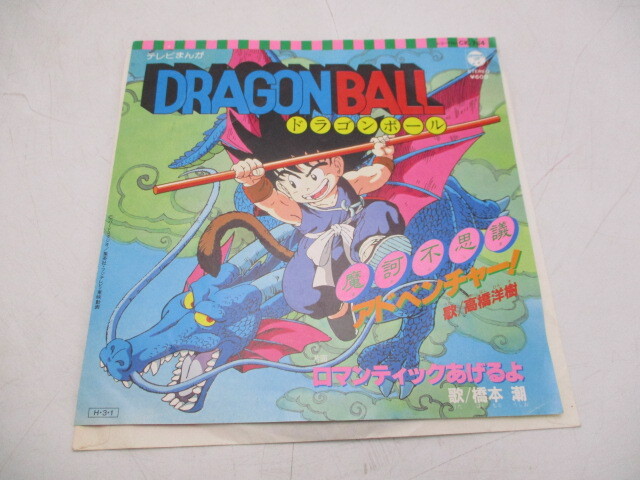 テレビまんが
STEREO
¥600
DRAGON BALL
ドラゴンボール
魔訶不思議
アドベンチャー!
歌/高橋洋樹
ロマンティックあげるよ
歌/橋本 潮
H-3-1